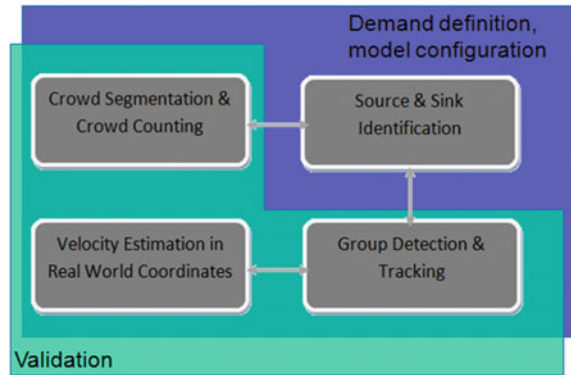 Demand definition,
model configuration
Crowd Segmentation &
Crowd Counting
Source & Sink
Identification
Velocity Estimation in
Real World Coordinates
Group Detection &
Tracking
Validation